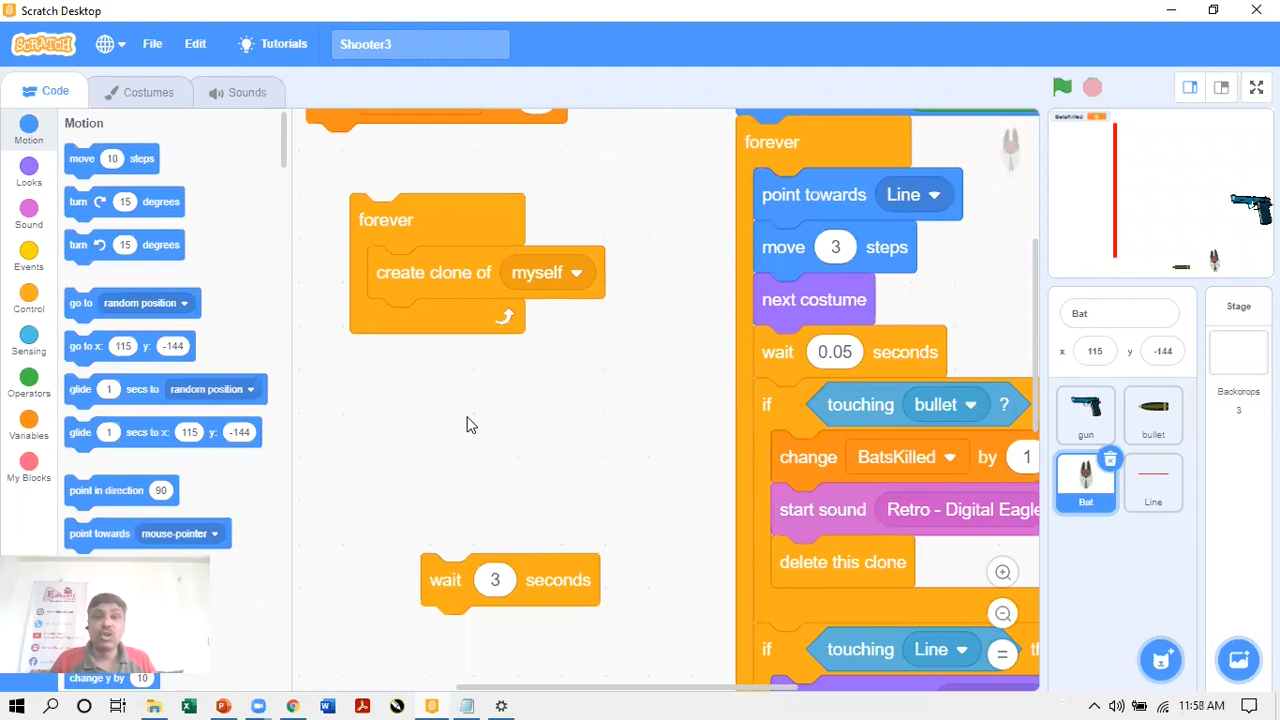 Scratch Desktop
SCRATCH
File
Edit
Tutorials
Shooter3
Code
Costumes
Sounds
Motion
Looks
Sound
Events
Control
Sensing
Operators
Variables
My Blocks
Motion
move 10 steps
turn 15 degrees
turn 15 degrees
go to random position
go to x: 115 y: -144
glide 1 secs to random position
glide 1 secs to x: 115 y: -144
point in direction 90
point towards mouse-pointer
change y by 10
forever
create clone of myself
wait 3 seconds
forever
point towards Line
move 3 steps
next costume
wait 0.05 seconds
if touching bullet ?
change BatsKilled by 1
start sound Retro - Digital Eagle
delete this clone
if touching Line
BatsKilled
Bat
x 115 y -144
gun
bullet
Bat
Line
Stage
Backdrops
3
11:58 AM